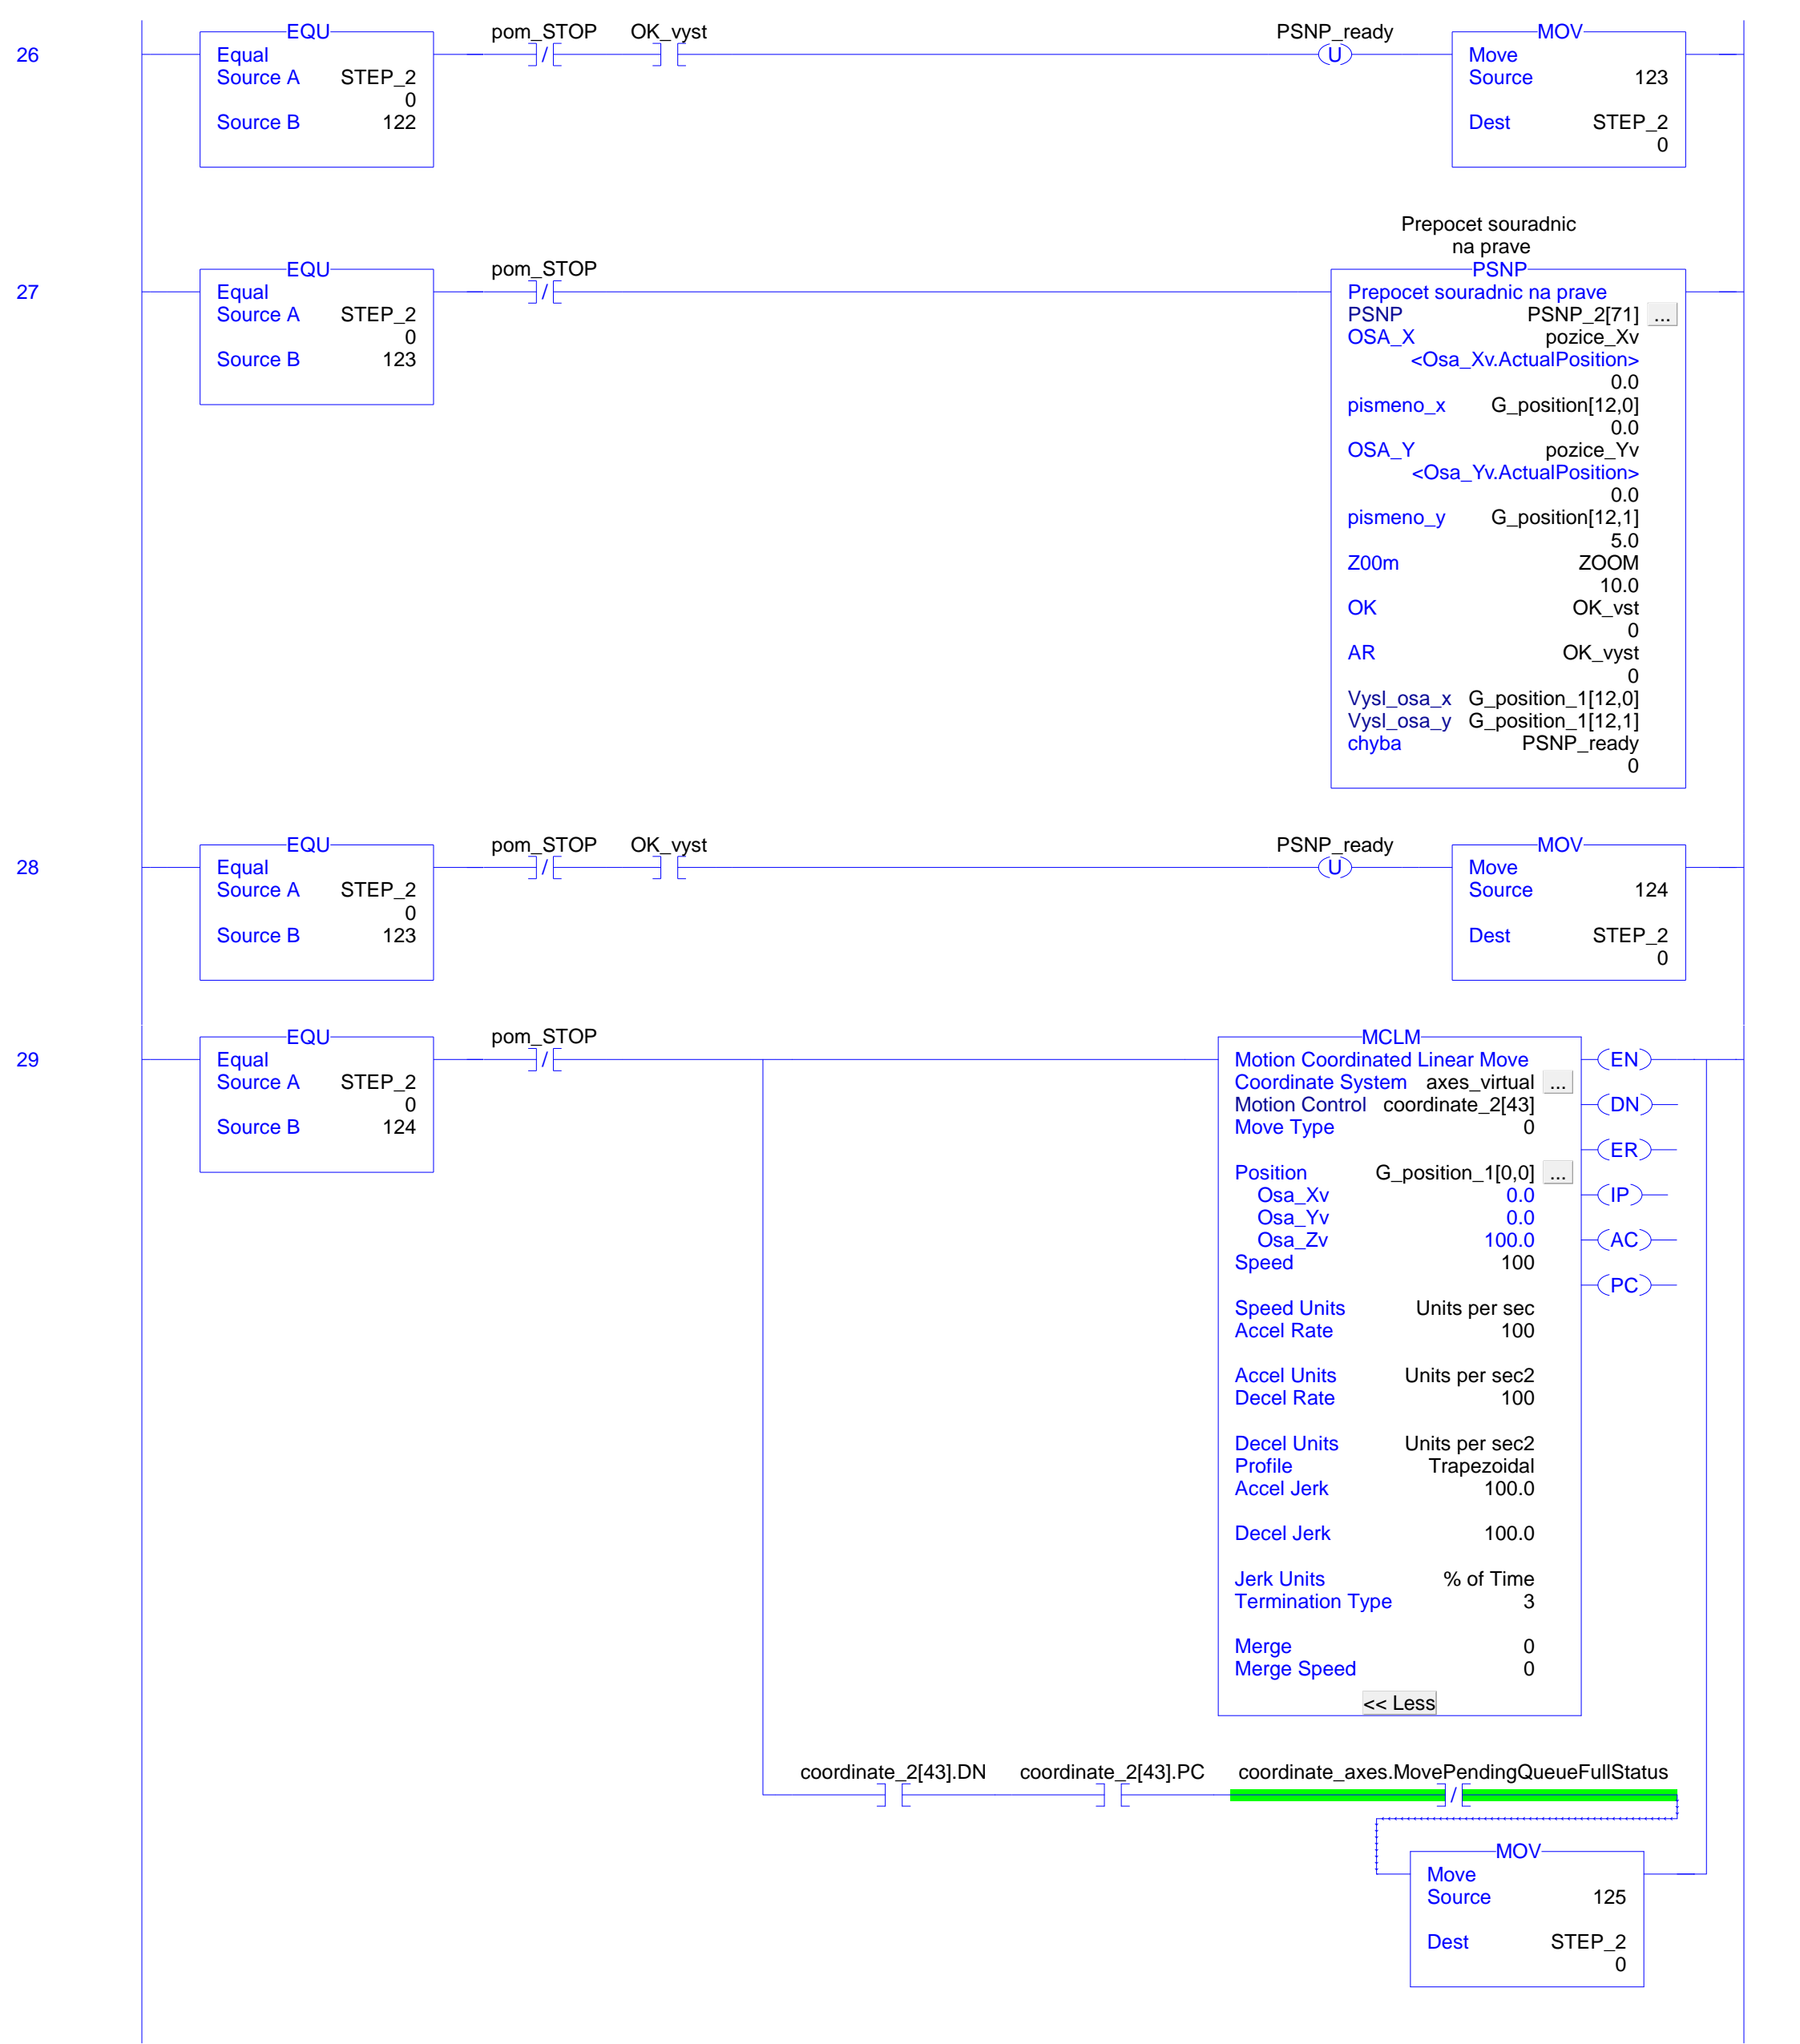 26
EQU
Equal
Source A STEP_2
0
Source B 122
pom_STOP
OK_vyst
PSNP_ready
U
MOV
Move
Source 123
Dest STEP_2
0
27
EQU
Equal
Source A STEP_2
0
Source B 123
pom_STOP
Prepocet souradnic
na prave
PSNP
Prepocet souradnic na prave
PSNP PSNP_2[71] ...
OSA_X pozice_Xv
<Osa_Xv.ActualPosition>
0.0
pismeno_x G_position[12,0]
0.0
OSA_Y pozice_Yv
<Osa_Yv.ActualPosition>
0.0
pismeno_y G_position[12,1]
5.0
Z00m ZOOM
10.0
OK OK_vst
0
AR OK_vyst
0
Vysl_osa_x G_position_1[12,0]
Vysl_osa_y G_position_1[12,1]
chyba PSNP_ready
0
28
EQU
Equal
Source A STEP_2
0
Source B 123
pom_STOP
OK_vyst
PSNP_ready
U
MOV
Move
Source 124
Dest STEP_2
0
29
EQU
Equal
Source A STEP_2
0
Source B 124
pom_STOP
MCLM
Motion Coordinated Linear Move
Coordinate System axes_virtual ...
Motion Control coordinate_2[43]
Move Type 0
Position G_position_1[0,0] ...
Osa_Xv 0.0
Osa_Yv 0.0
Osa_Zv 100.0
Speed 100
Speed Units Units per sec
Accel Rate 100
Accel Units Units per sec2
Decel Rate 100
Decel Units Units per sec2
Profile Trapezoidal
Accel Jerk 100.0
Decel Jerk 100.0
Jerk Units % of Time
Termination Type 3
Merge 0
Merge Speed 0
<< Less
EN
DN
ER
IP
AC
PC
coordinate_2[43].DN
coordinate_2[43].PC
coordinate_axes.MovePendingQueueFullStatus
MOV
Move
Source 125
Dest STEP_2
0